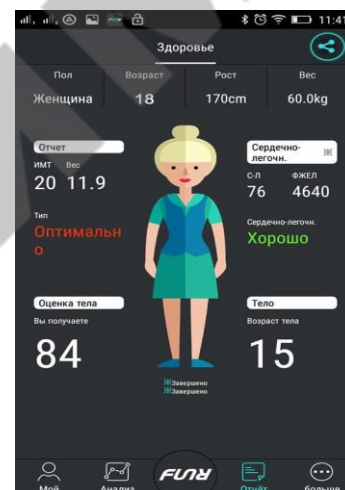 11:41
Здоровье
Пол Возраст Рост Вес
Женщина 18 170cm 60.0kg
Отчет
ИМТ Вес
20 11.9
Тип
Оптимальн
о
Сердечно-
легочн.
С-Л ФЖЕЛ
76 4640
Сердечно-легочн.
Хорошо
Оценка тела
Вы получаете
84
Тело
Возраст тела
15
Завершено
Завершено
Мой Анализ Отчёт больше